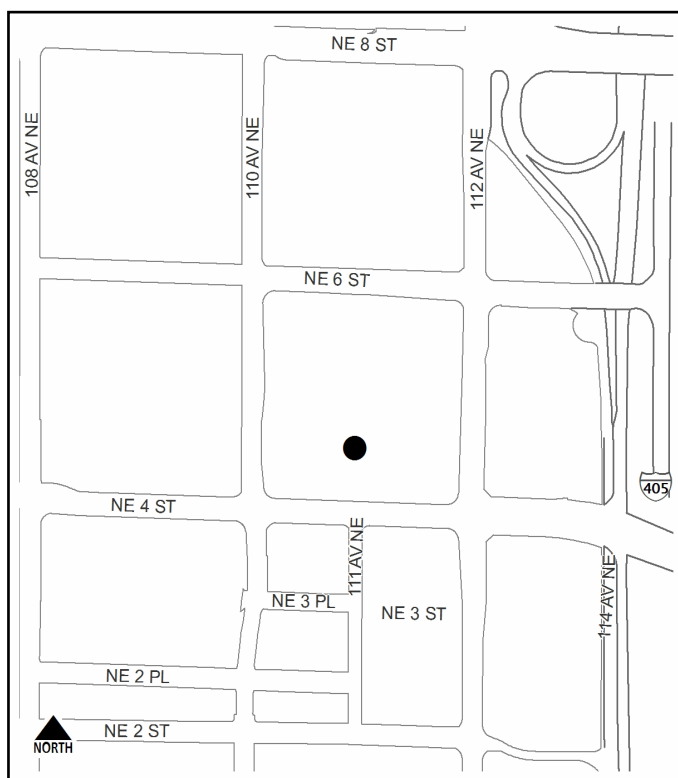 NE 8 ST
108 AV NE
110 AV NE
112 AV NE
NE 6 ST
405
NE 4 ST
111 AV NE
NE 3 PL
NE 3 ST
114 AV NE
NE 2 PL
NE 2 ST
NORTH